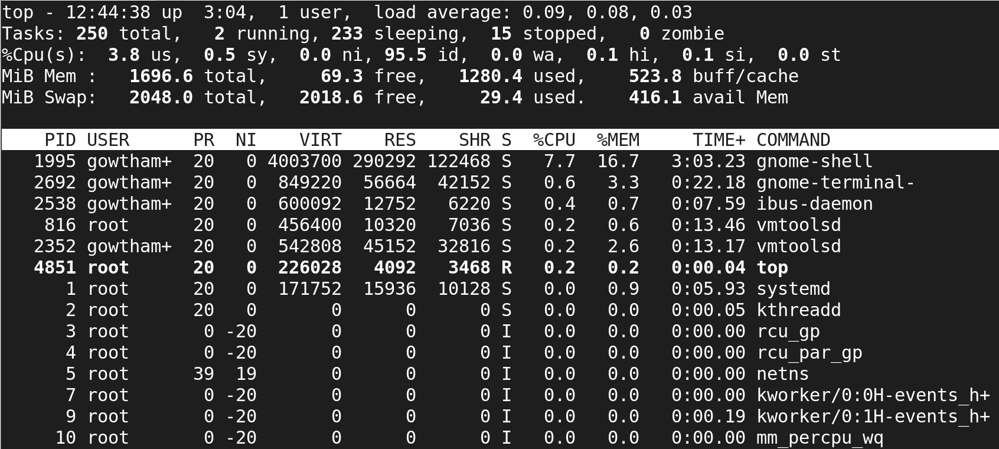 top - 12:44:38 up  3:04,  1 user,  load average: 0.09, 0.08, 0.03
Tasks: 250 total,   2 running, 233 sleeping,  15 stopped,   0 zombie
%Cpu(s):  3.8 us,  0.5 sy,  0.0 ni, 95.5 id,  0.0 wa,  0.1 hi,  0.1 si,  0.0 st
MiB Mem :   1696.6 total,     69.3 free,   1280.4 used,    523.8 buff/cache
MiB Swap:   2048.0 total,   2018.6 free,     29.4 used.    416.1 avail Mem
    PID USER      PR  NI    VIRT    RES    SHR S  %CPU  %MEM     TIME+ COMMAND
   1995 gowtham+  20   0 4003700 290292 122468 S   7.7  16.7   3:03.23 gnome-shell
   2692 gowtham+  20   0  849220  56664  42152 S   0.6   3.3   0:22.18 gnome-terminal-
   2538 gowtham+  20   0  600092  12752   6220 S   0.4   0.7   0:07.59 ibus-daemon
    816 root      20   0  456400  10320   7036 S   0.2   0.6   0:13.46 vmtoolsd
   2352 gowtham+  20   0  542808  45152  32816 S   0.2   2.6   0:13.17 vmtoolsd
   4851 root      20   0  226028   4092   3468 R   0.2   0.2   0:00.04 top
      1 root      20   0  171752  15936  10128 S   0.0   0.9   0:05.93 systemd
      2 root      20   0       0      0      0 S   0.0   0.0   0:00.05 kthreadd
      3 root       0 -20       0      0      0 I   0.0   0.0   0:00.00 rcu_gp
      4 root       0 -20       0      0      0 I   0.0   0.0   0:00.00 rcu_par_gp
      5 root      39  19       0      0      0 I   0.0   0.0   0:00.00 netns
      7 root       0 -20       0      0      0 I   0.0   0.0   0:00.00 kworker/0:0H-events_h+
      9 root       0 -20       0      0      0 I   0.0   0.0   0:00.19 kworker/0:1H-events_h+
     10 root       0 -20       0      0      0 I   0.0   0.0   0:00.00 mm_percpu_wq